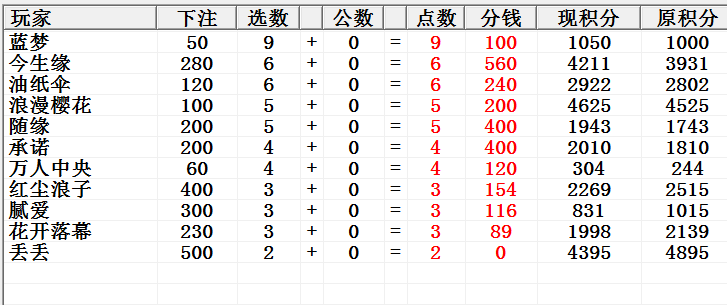 玩家 下注 选数 公数 点数 分钱 现积分 原积分
蓝梦 50 9 + 0 = 9 100 1050 1000
今生缘 280 6 + 0 = 6 560 4211 3931
油纸伞 120 6 + 0 = 6 240 2922 2802
浪漫樱花 100 5 + 0 = 5 200 4625 4525
随缘 200 5 + 0 = 5 400 1943 1743
承诺 200 4 + 0 = 4 400 2010 1810
万人中央 60 4 + 0 = 4 120 304 244
红尘浪子 400 3 + 0 = 3 154 2269 2515
腻爱 300 3 + 0 = 3 116 831 1015
花开落幕 230 3 + 0 = 3 89 1998 2139
丢丢 500 2 + 0 = 2 0 4395 4895